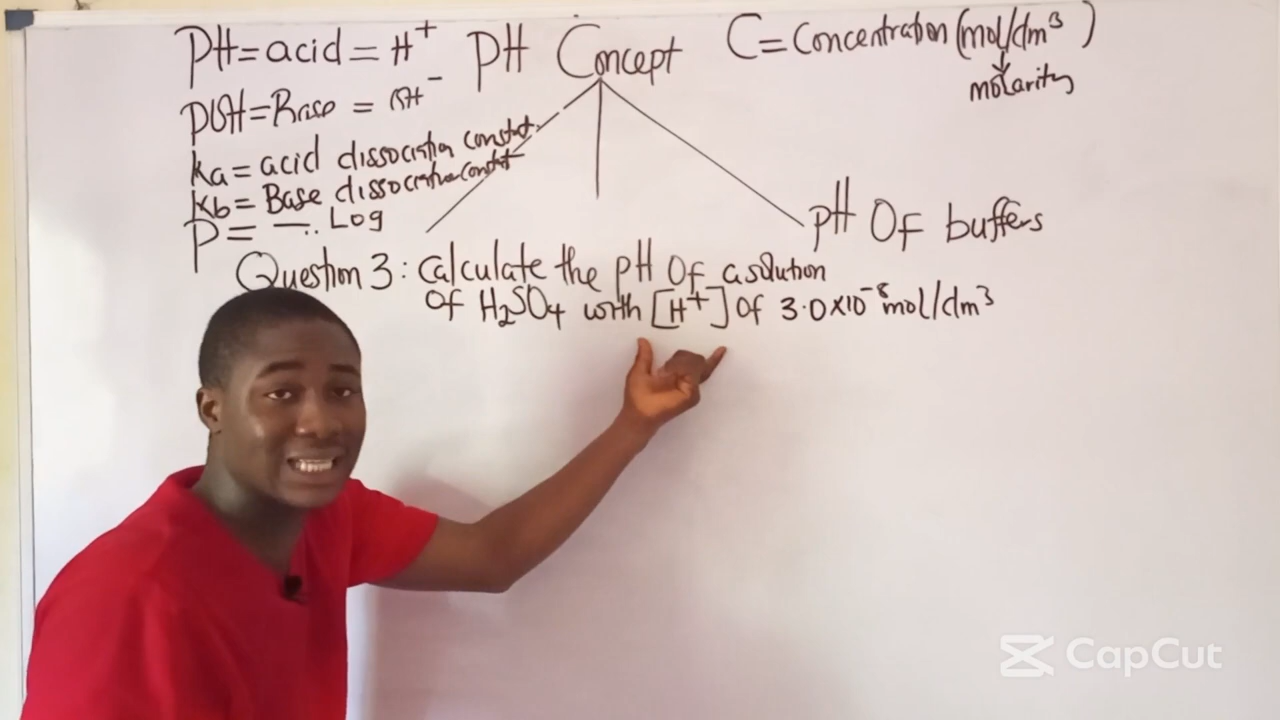 PH = acid = H⁺
PH Concept
C = Concentration (mol/dm³)
molarity
POH = Base = OH⁻
Ka = acid dissociation constant.
Kb = Base dissociation constant
P = - .. Log
pH Of buffers
Question 3: Calculate the pH Of a solution
Of H₂SO₄ with [H⁺] Of 3.0x10⁻⁸ mol/dm³
CapCut